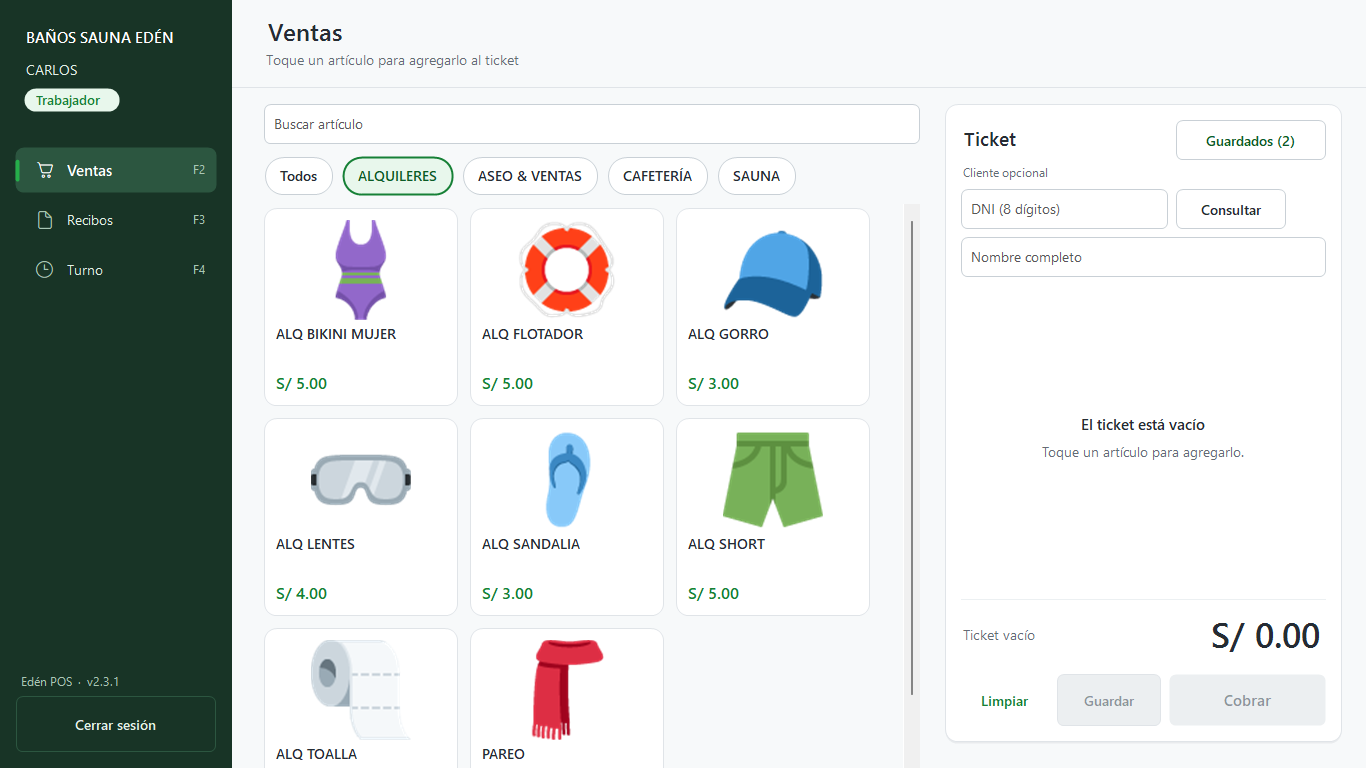 BAÑOS SAUNA EDÉN
CARLOS
Trabajador
Ventas F2
Recibos F3
Turno F4
Edén POS · v2.3.1
Cerrar sesión
Ventas
Toque un artículo para agregarlo al ticket
Buscar artículo
Todos
ALQUILERES
ASEO & VENTAS
CAFETERÍA
SAUNA
ALQ BIKINI MUJER
S/ 5.00
ALQ FLOTADOR
S/ 5.00
ALQ GORRO
S/ 3.00
ALQ LENTES
S/ 4.00
ALQ SANDALIA
S/ 3.00
ALQ SHORT
S/ 5.00
ALQ TOALLA
PAREO
Ticket
Guardados (2)
Cliente opcional
DNI (8 dígitos)
Consultar
Nombre completo
El ticket está vacío
Toque un artículo para agregarlo.
Ticket vacío
S/ 0.00
Limpiar
Guardar
Cobrar